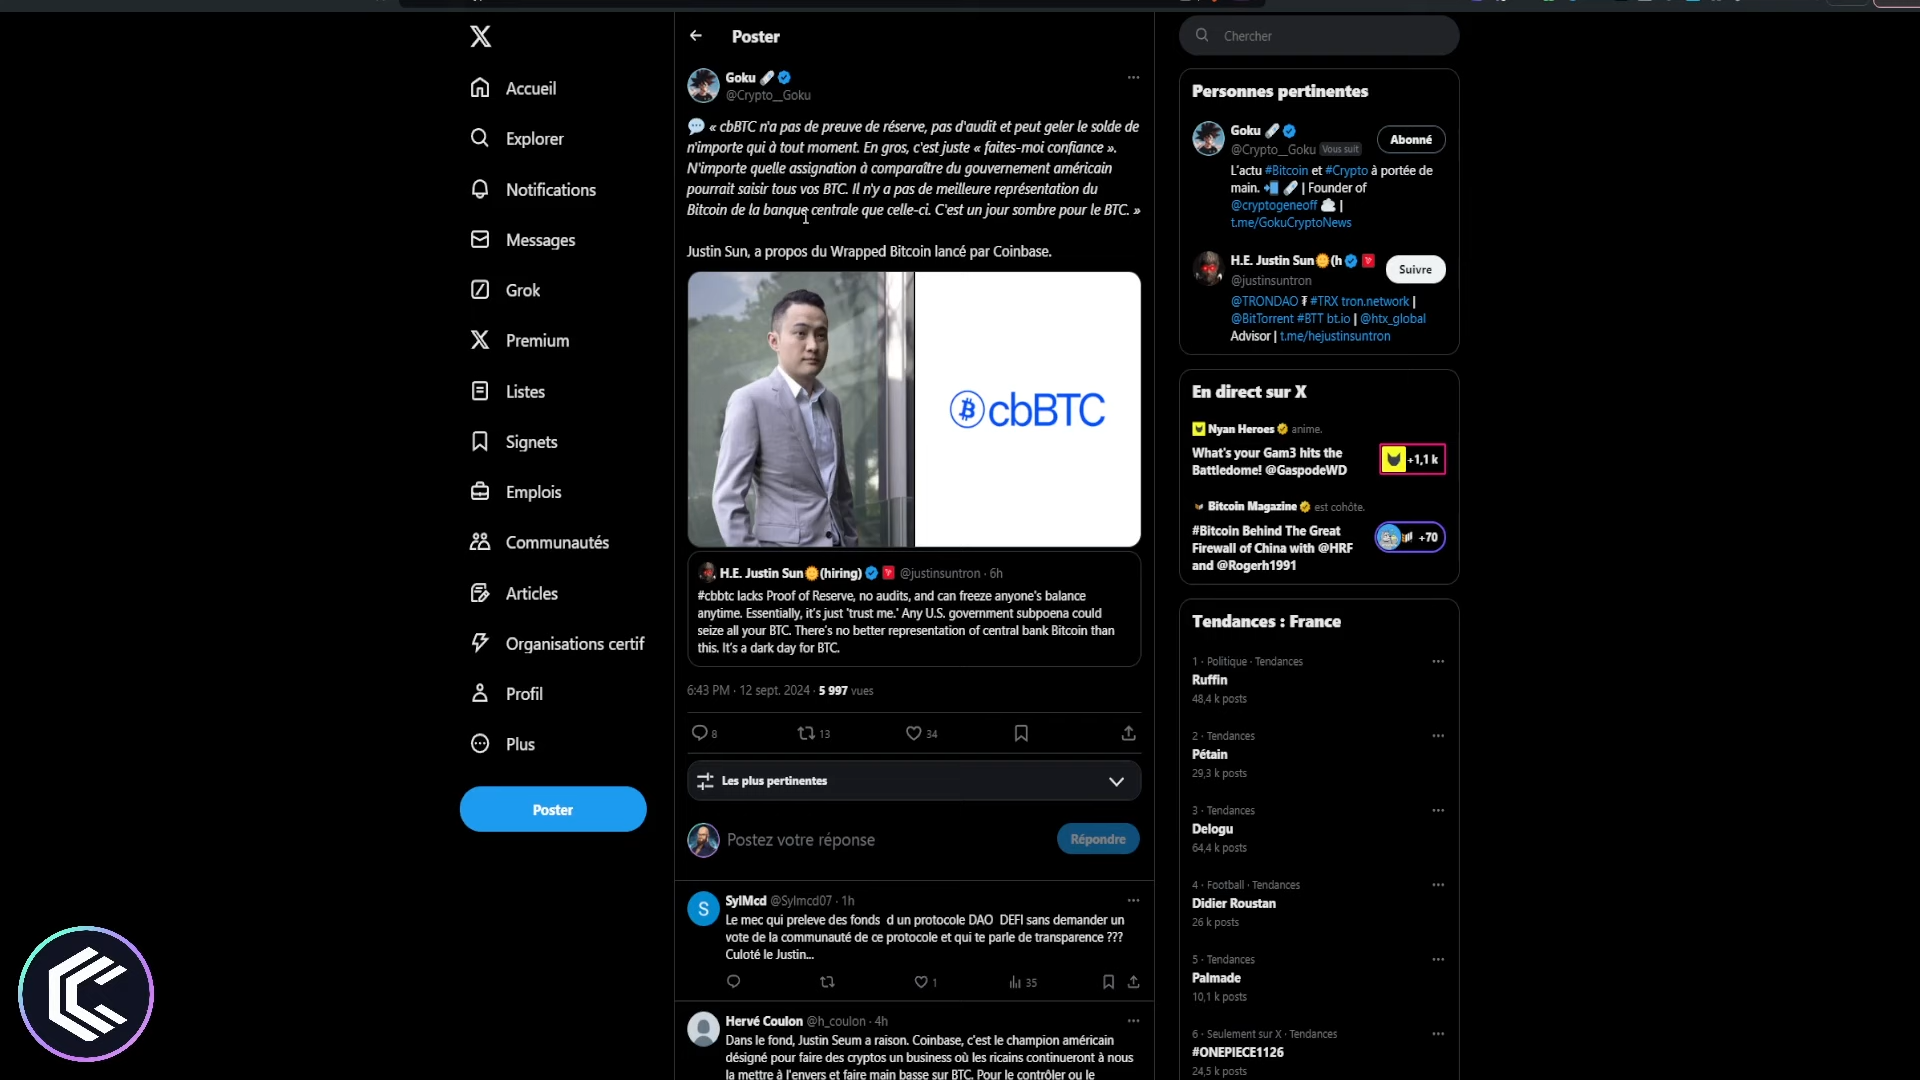 Accueil
Explorer
Notifications
Messages
Grok
Premium
Listes
Signets
Emplois
Communautés
Articles
Organisations certif
Profil
Plus
Poster
Poster
Goku
@Crypto__Goku
« cbBTC n'a pas de preuve de réserve, pas d'audit et peut geler le solde de
n'importe qui à tout moment. En gros, c'est juste « faites-moi confiance ».
N'importe quelle assignation à comparaître du gouvernement américain
pourrait saisir tous vos BTC. Il n'y a pas de meilleure représentation du
Bitcoin de la banque centrale que celle-ci. C'est un jour sombre pour le BTC. »
Justin Sun, a propos du Wrapped Bitcoin lancé par Coinbase.
cbBTC
H.E. Justin Sun (hiring) @justinsuntron · 6h
#cbbtc lacks Proof of Reserve, no audits, and can freeze anyone's balance
anytime. Essentially, it's just 'trust me.' Any U.S. government subpoena could
seize all your BTC. There's no better representation of central bank Bitcoin than
this. It's a dark day for BTC.
6:43 PM · 12 sept. 2024 · 5 997 vues
8 13 34
Les plus pertinentes
Postez votre réponse
Répondre
S
SylMcd @Sylmcd07 · 1h
Le mec qui preleve des fonds d un protocole DAO DEFI sans demander un
vote de la communauté de ce protocole et qui te parle de transparence ???
Culoté le Justin...
1 35
Hervé Coulon @h_coulon · 4h
Dans le fond, Justin Seum a raison. Coinbase, c'est le champion américain
désigné pour faire des cryptos un business où les ricains continueront à nous
la mettre à l'envers et faire main basse sur BTC. Pour le contrôler ou le
Chercher
Personnes pertinentes
Goku
@Crypto__Goku Vous suit
Abonné
L'actu #Bitcoin et #Crypto à portée de
main. | Founder of
@cryptogeneoff |
t.me/GokuCryptoNews
H.E. Justin Sun (h
@justinsuntron
Suivre
@TRONDAO #TRX tron.network |
@BitTorrent #BTT bt.io | @htx_global
Advisor | t.me/hejustinsuntron
En direct sur X
Nyan Heroes anime.
What's your Gam3 hits the
Battledome! @GaspodeWD
+1,1 k
Bitcoin Magazine est cohôte.
#Bitcoin Behind The Great
Firewall of China with @HRF
and @Rogerh1991
+70
Tendances : France
1 · Politique · Tendances
Ruffin
48,4 k posts
2 · Tendances
Pétain
29,3 k posts
3 · Tendances
Delogu
64,4 k posts
4 · Football · Tendances
Didier Roustan
26 k posts
5 · Tendances
Palmade
10,1 k posts
6 · Seulement sur X · Tendances
#ONEPIECE1126
24,5 k posts